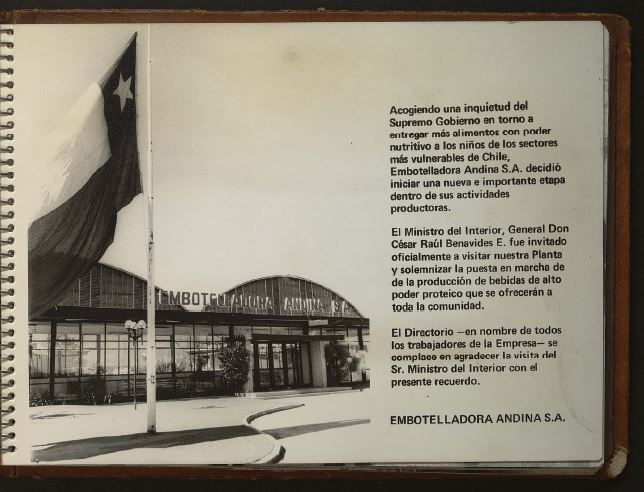 EMBOTELLADORA ANDINA S.A.
Acogiendo una inquietud del
Supremo Gobierno en torno a
entregar más alimentos con poder
nutritivo a los niños de los sectores
más vulnerables de Chile,
Embotelladora Andina S.A. decidió
iniciar una nueva e importante etapa
dentro de sus actividades
productoras.
El Ministro del Interior, General Don
César Raúl Benavides E. fue invitado
oficialmente a visitar nuestra Planta
y solemnizar la puesta en marcha de
de la producción de bebidas de alto
poder proteico que se ofrecerán a
toda la comunidad.
El Directorio —en nombre de todos
los trabajadores de la Empresa— se
complace en agradecer la visita del
Sr. Ministro del Interior con el
presente recuerdo.
EMBOTELLADORA ANDINA S.A.